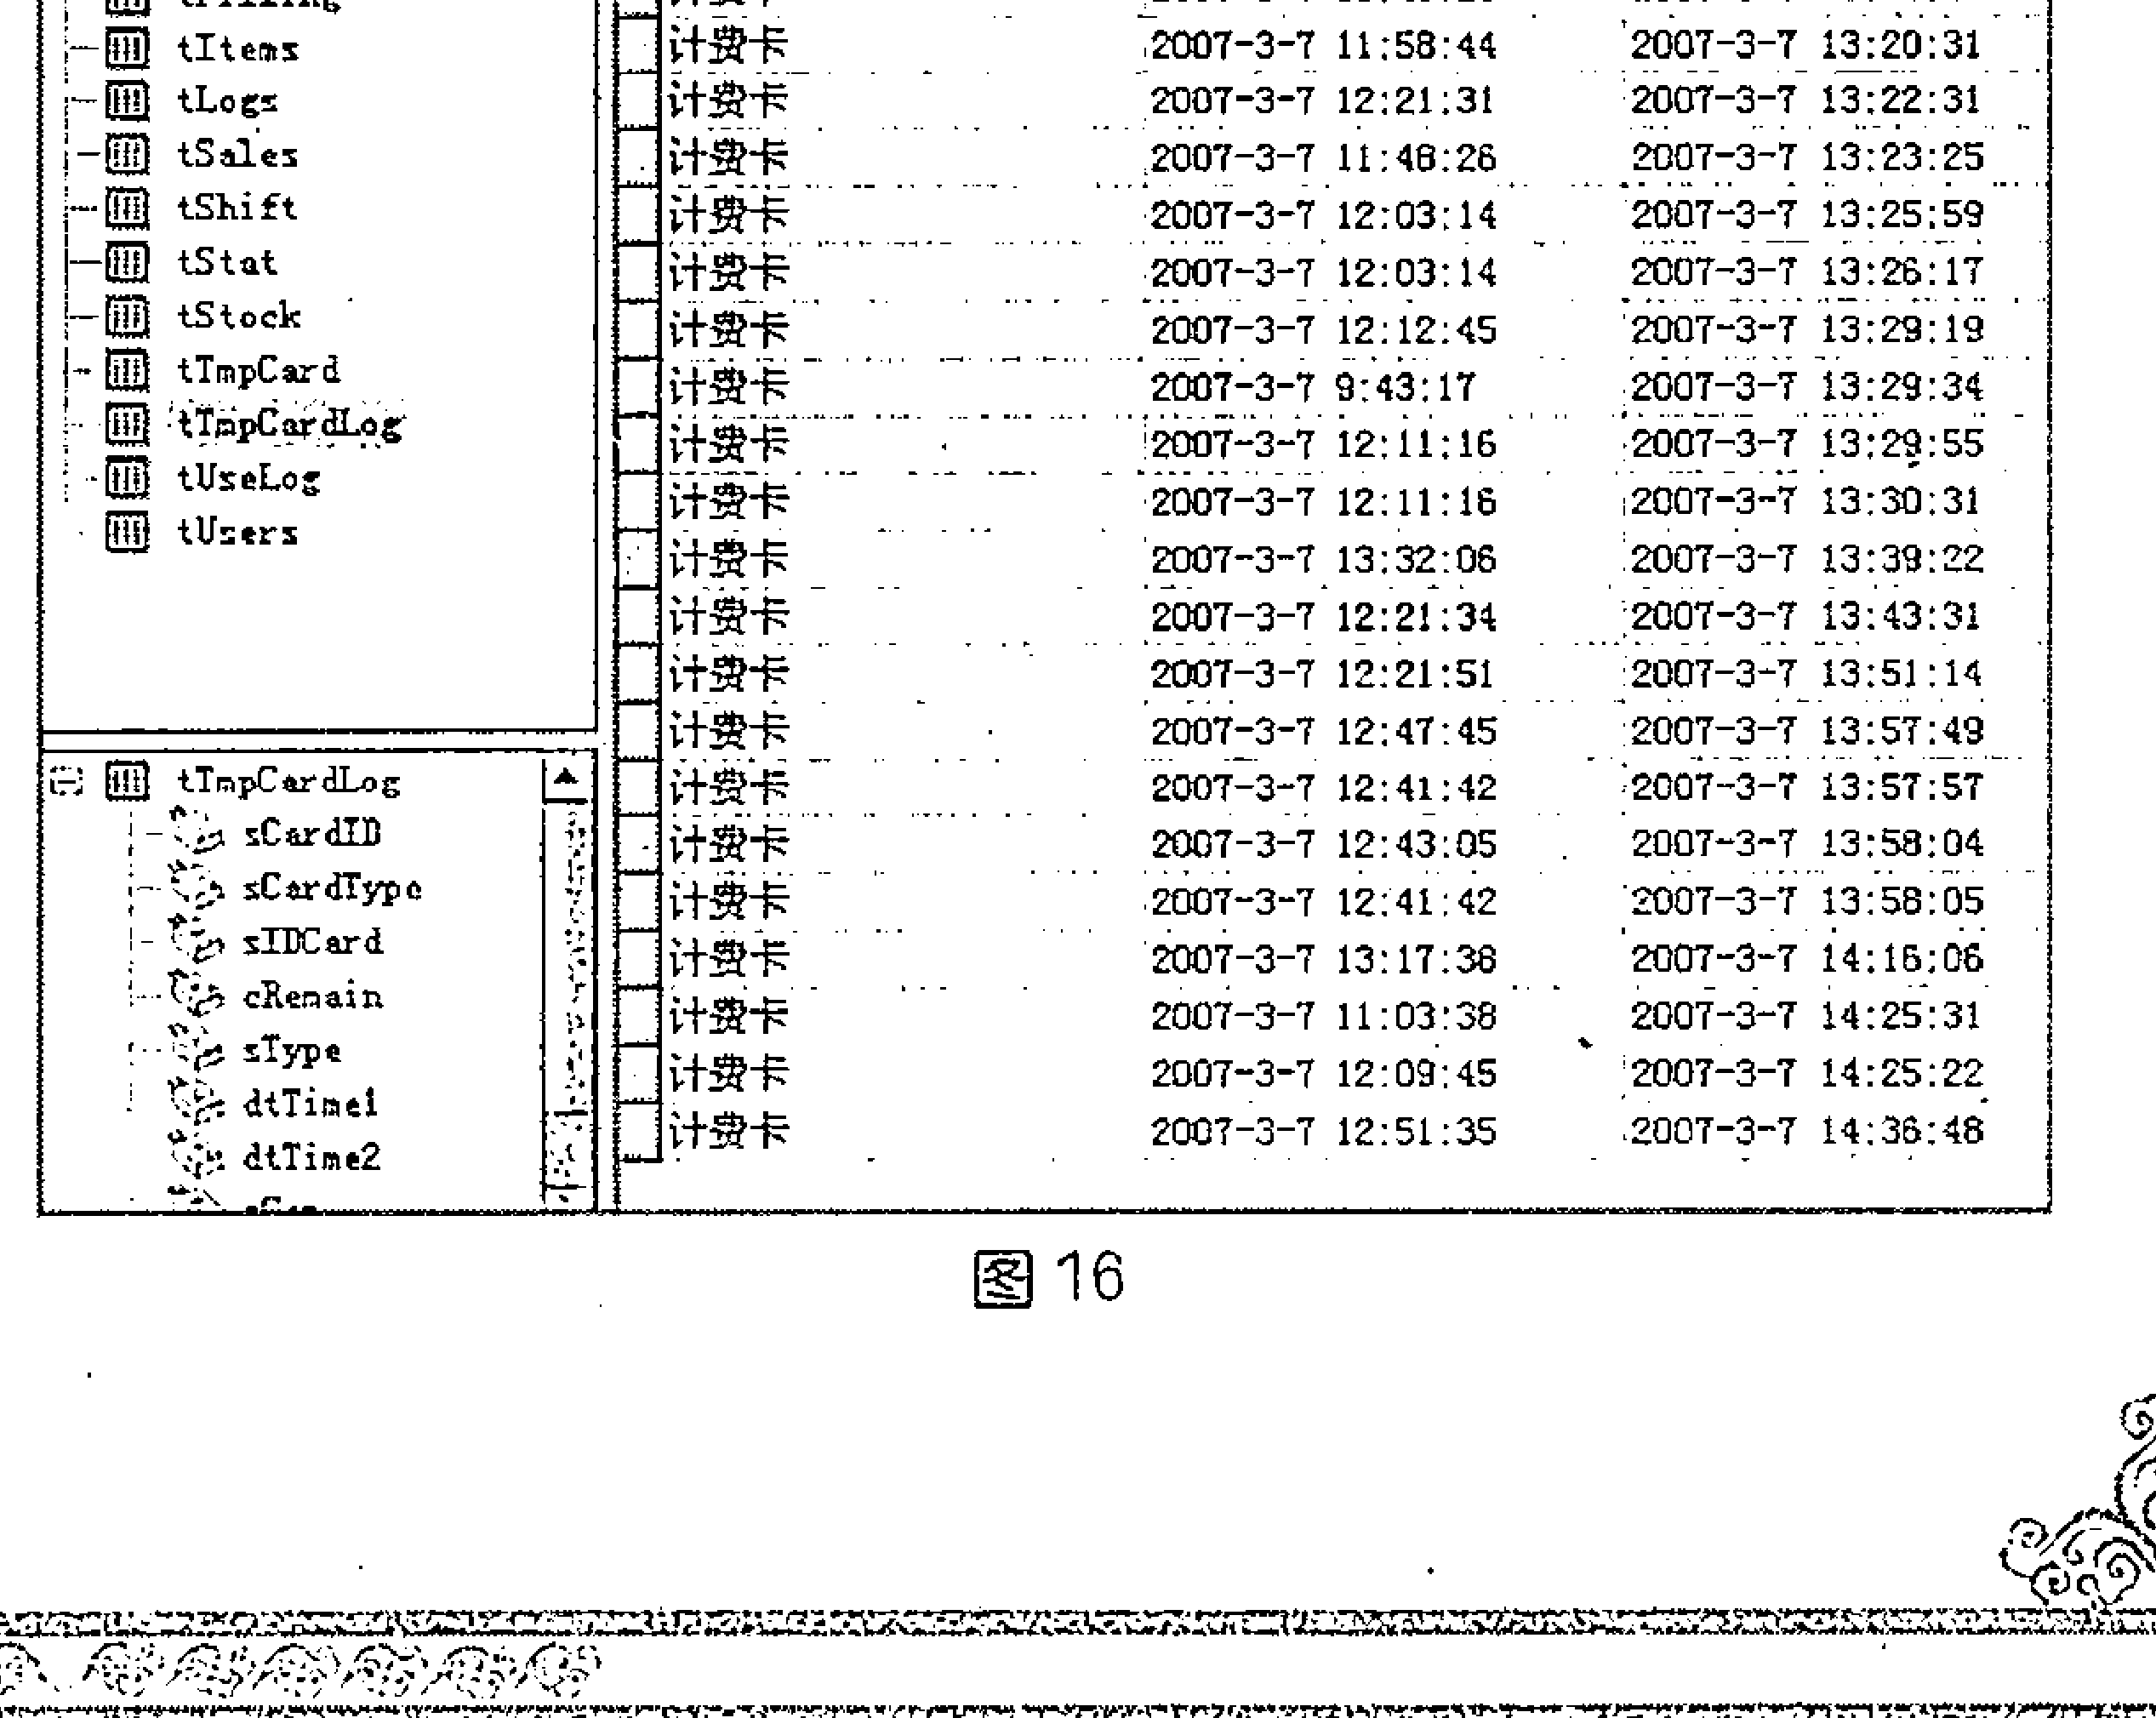 tItems
tLogs
tSales
tShift
tStat
tStock
tTmpCard
tTmpCardLog
tUseLog
tUsers
tTmpCardLog
sCardID
sCardType
sIDCard
cRemain
sType
dtTime1
dtTime2
计费卡 2007-3-7 11:58:44 2007-3-7 13:20:31
计费卡 2007-3-7 12:21:31 2007-3-7 13:22:31
计费卡 2007-3-7 11:48:26 2007-3-7 13:23:25
计费卡 2007-3-7 12:03:14 2007-3-7 13:25:59
计费卡 2007-3-7 12:03:14 2007-3-7 13:26:17
计费卡 2007-3-7 12:12:45 2007-3-7 13:29:19
计费卡 2007-3-7 9:43:17 2007-3-7 13:29:34
计费卡 2007-3-7 12:11:16 2007-3-7 13:29:55
计费卡 2007-3-7 12:11:16 2007-3-7 13:30:31
计费卡 2007-3-7 13:32:06 2007-3-7 13:39:22
计费卡 2007-3-7 12:21:34 2007-3-7 13:43:31
计费卡 2007-3-7 12:21:51 2007-3-7 13:51:14
计费卡 2007-3-7 12:47:45 2007-3-7 13:57:49
计费卡 2007-3-7 12:41:42 2007-3-7 13:57:57
计费卡 2007-3-7 12:43:05 2007-3-7 13:58:04
计费卡 2007-3-7 12:41:42 2007-3-7 13:58:05
计费卡 2007-3-7 13:17:38 2007-3-7 14:16:06
计费卡 2007-3-7 11:03:38 2007-3-7 14:25:31
计费卡 2007-3-7 12:09:45 2007-3-7 14:25:22
计费卡 2007-3-7 12:51:35 2007-3-7 14:36:48
图 16